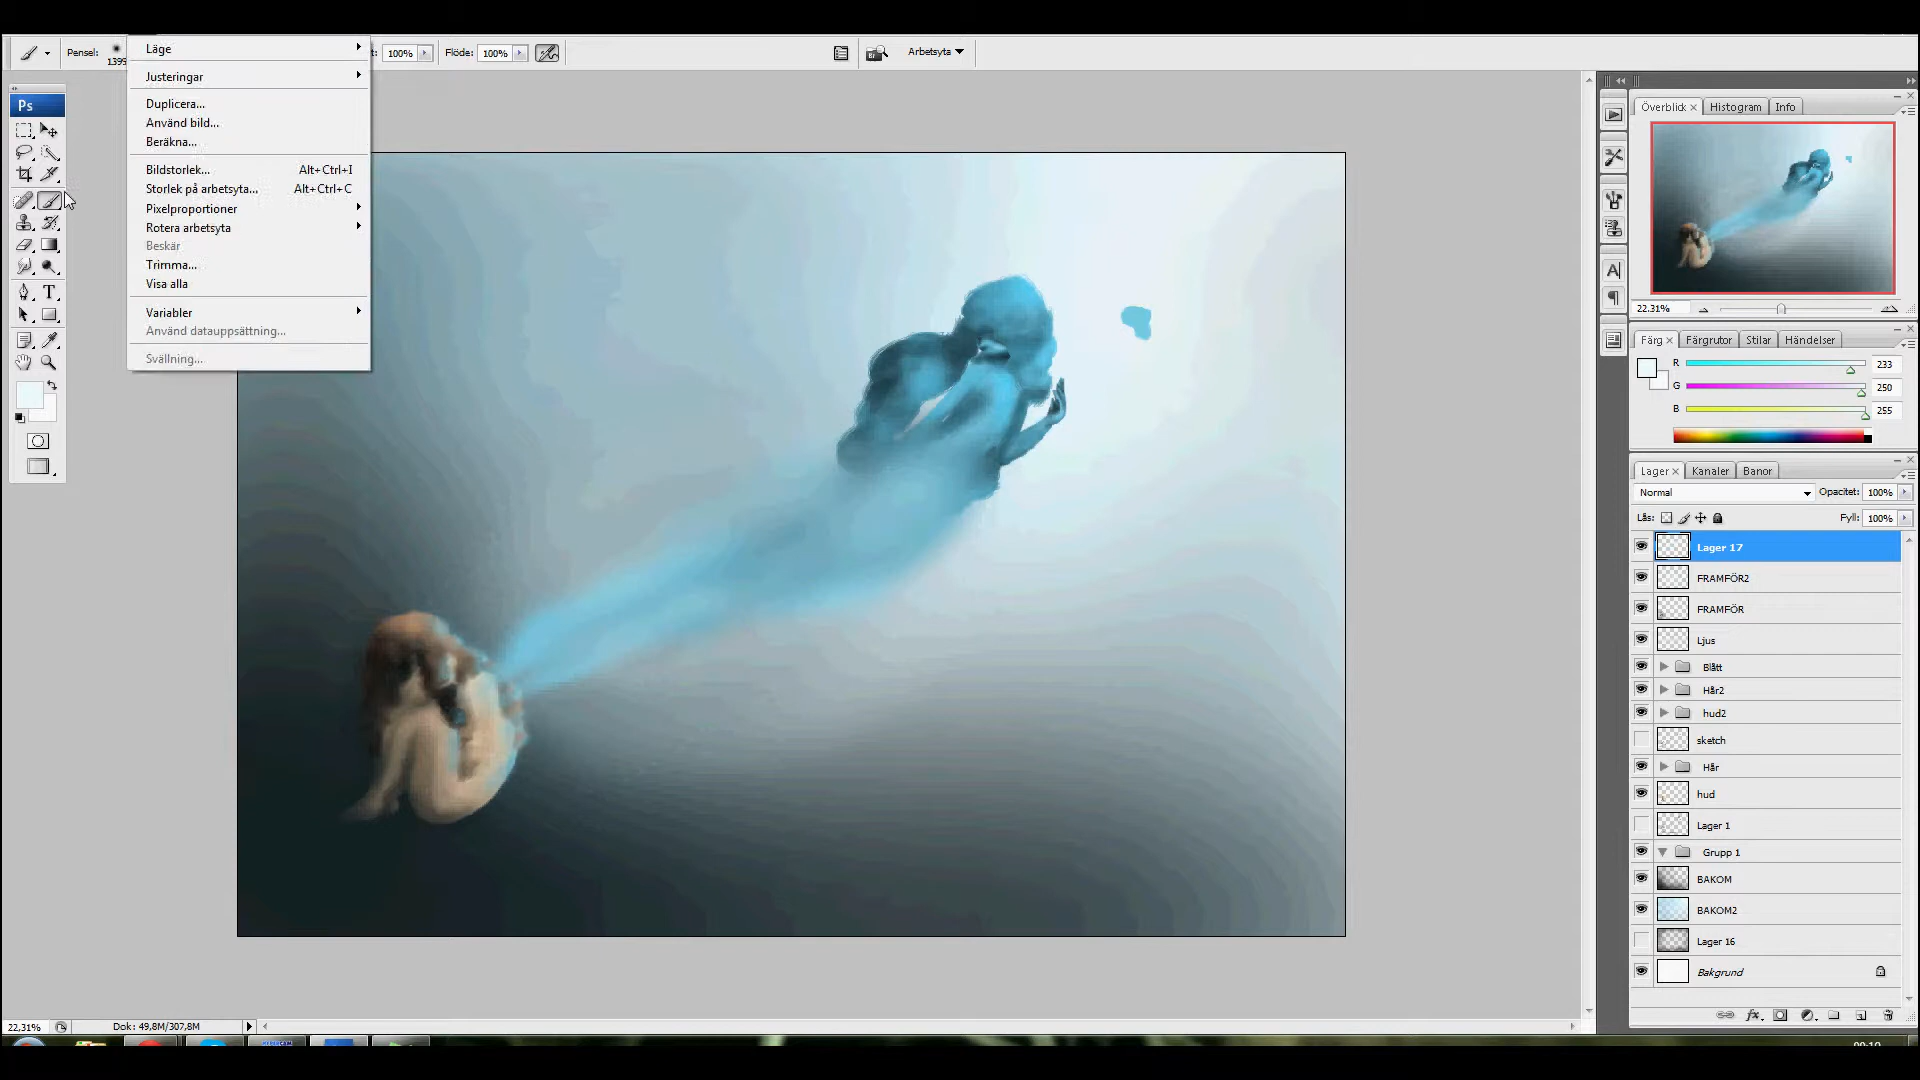 Pensel:
1399
100%
Flöde:
100%
Arbetsyta
Läge
Justeringar
Duplicera...
Använd bild...
Beräkna...
Bildstorlek... Alt+Ctrl+I
Storlek på arbetsyta... Alt+Ctrl+C
Pixelproportioner
Rotera arbetsyta
Beskär
Trimma...
Visa alla
Variabler
Använd datauppsättning...
Svällning...
Ps
Överblick Histogram Info
22.31%
Färg Färgrutor Stilar Händelser
R 233
G 250
B 255
Lager Kanaler Banor
Normal Opacitet: 100%
Lås: Fyll: 100%
Lager 17
FRAMFÖR2
FRAMFÖR
Ljus
Blått
Hår2
hud2
sketch
Hår
hud
Lager 1
Grupp 1
BAKOM
BAKOM2
Lager 16
Bakgrund
22,31% Dok: 49,8M/307,8M